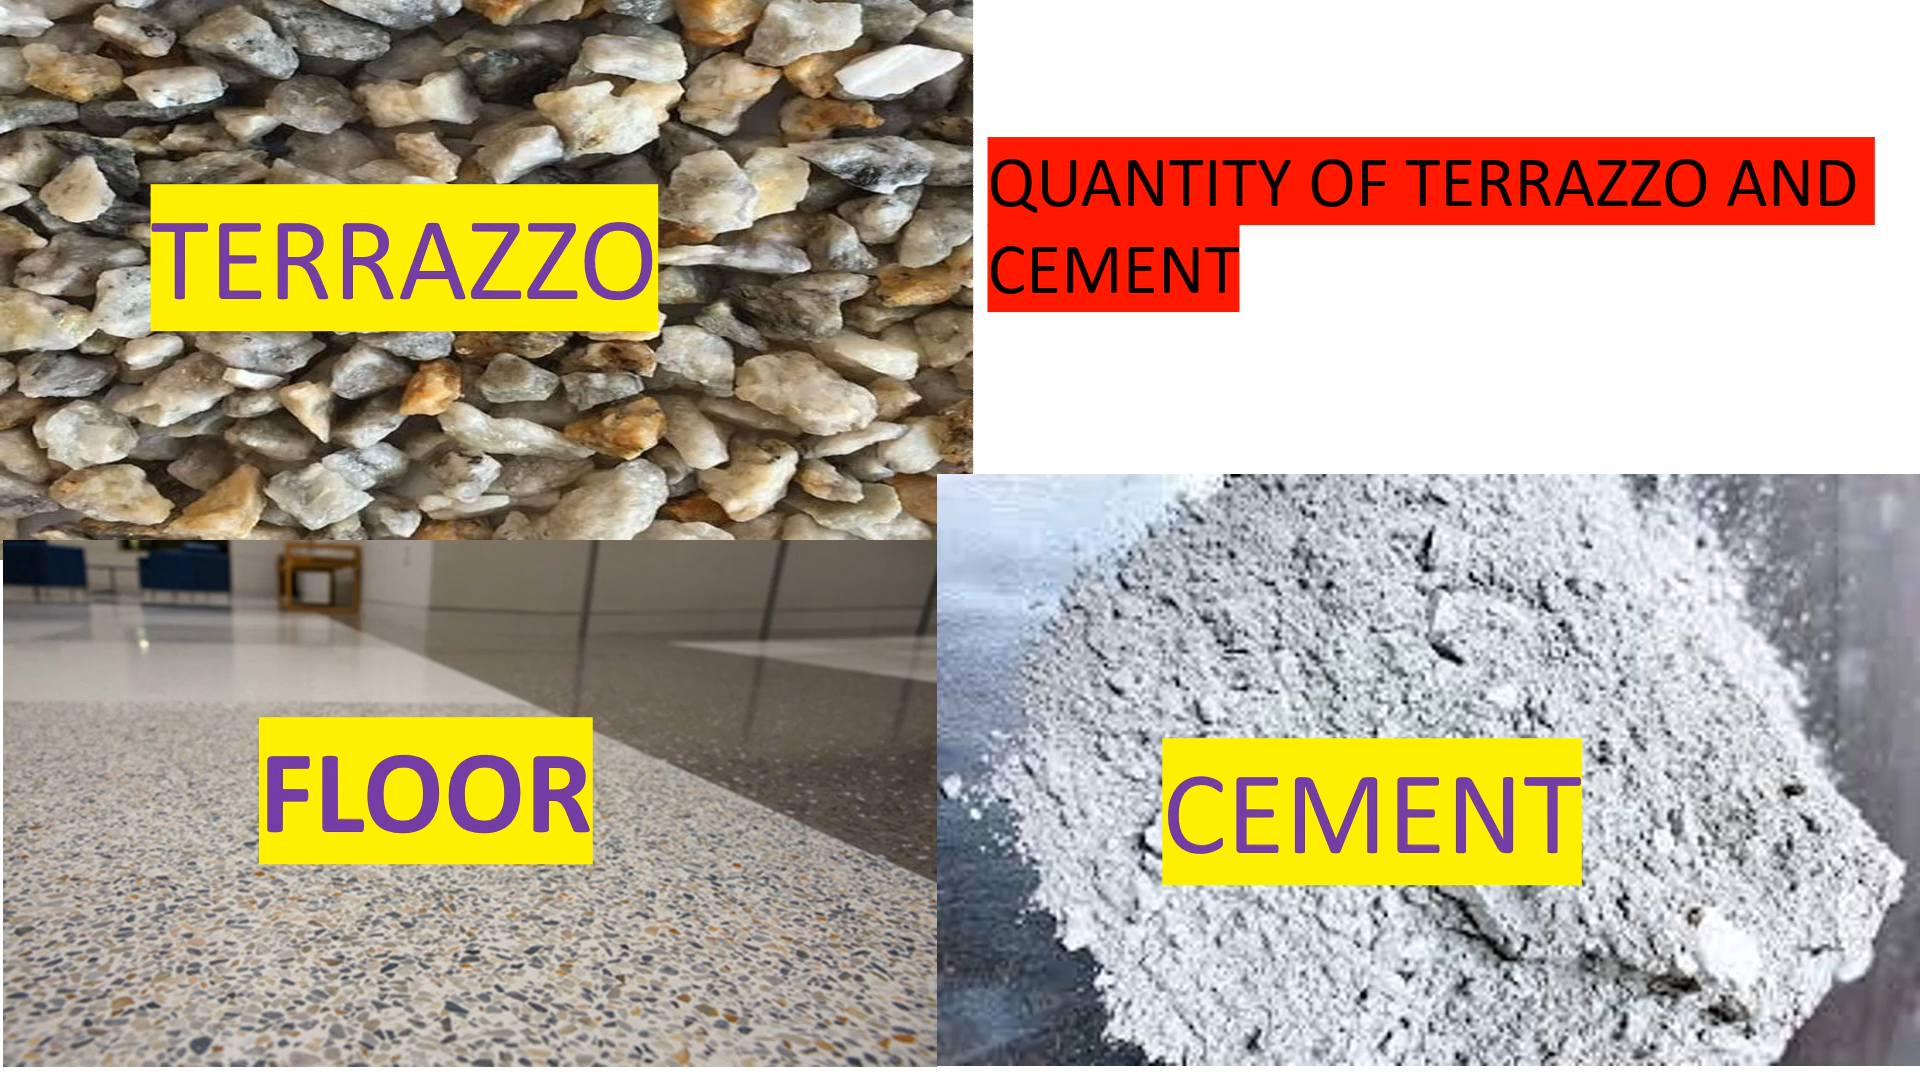 TERRAZZO
QUANTITY OF TERRAZZO AND
CEMENT
FLOOR
CEMENT